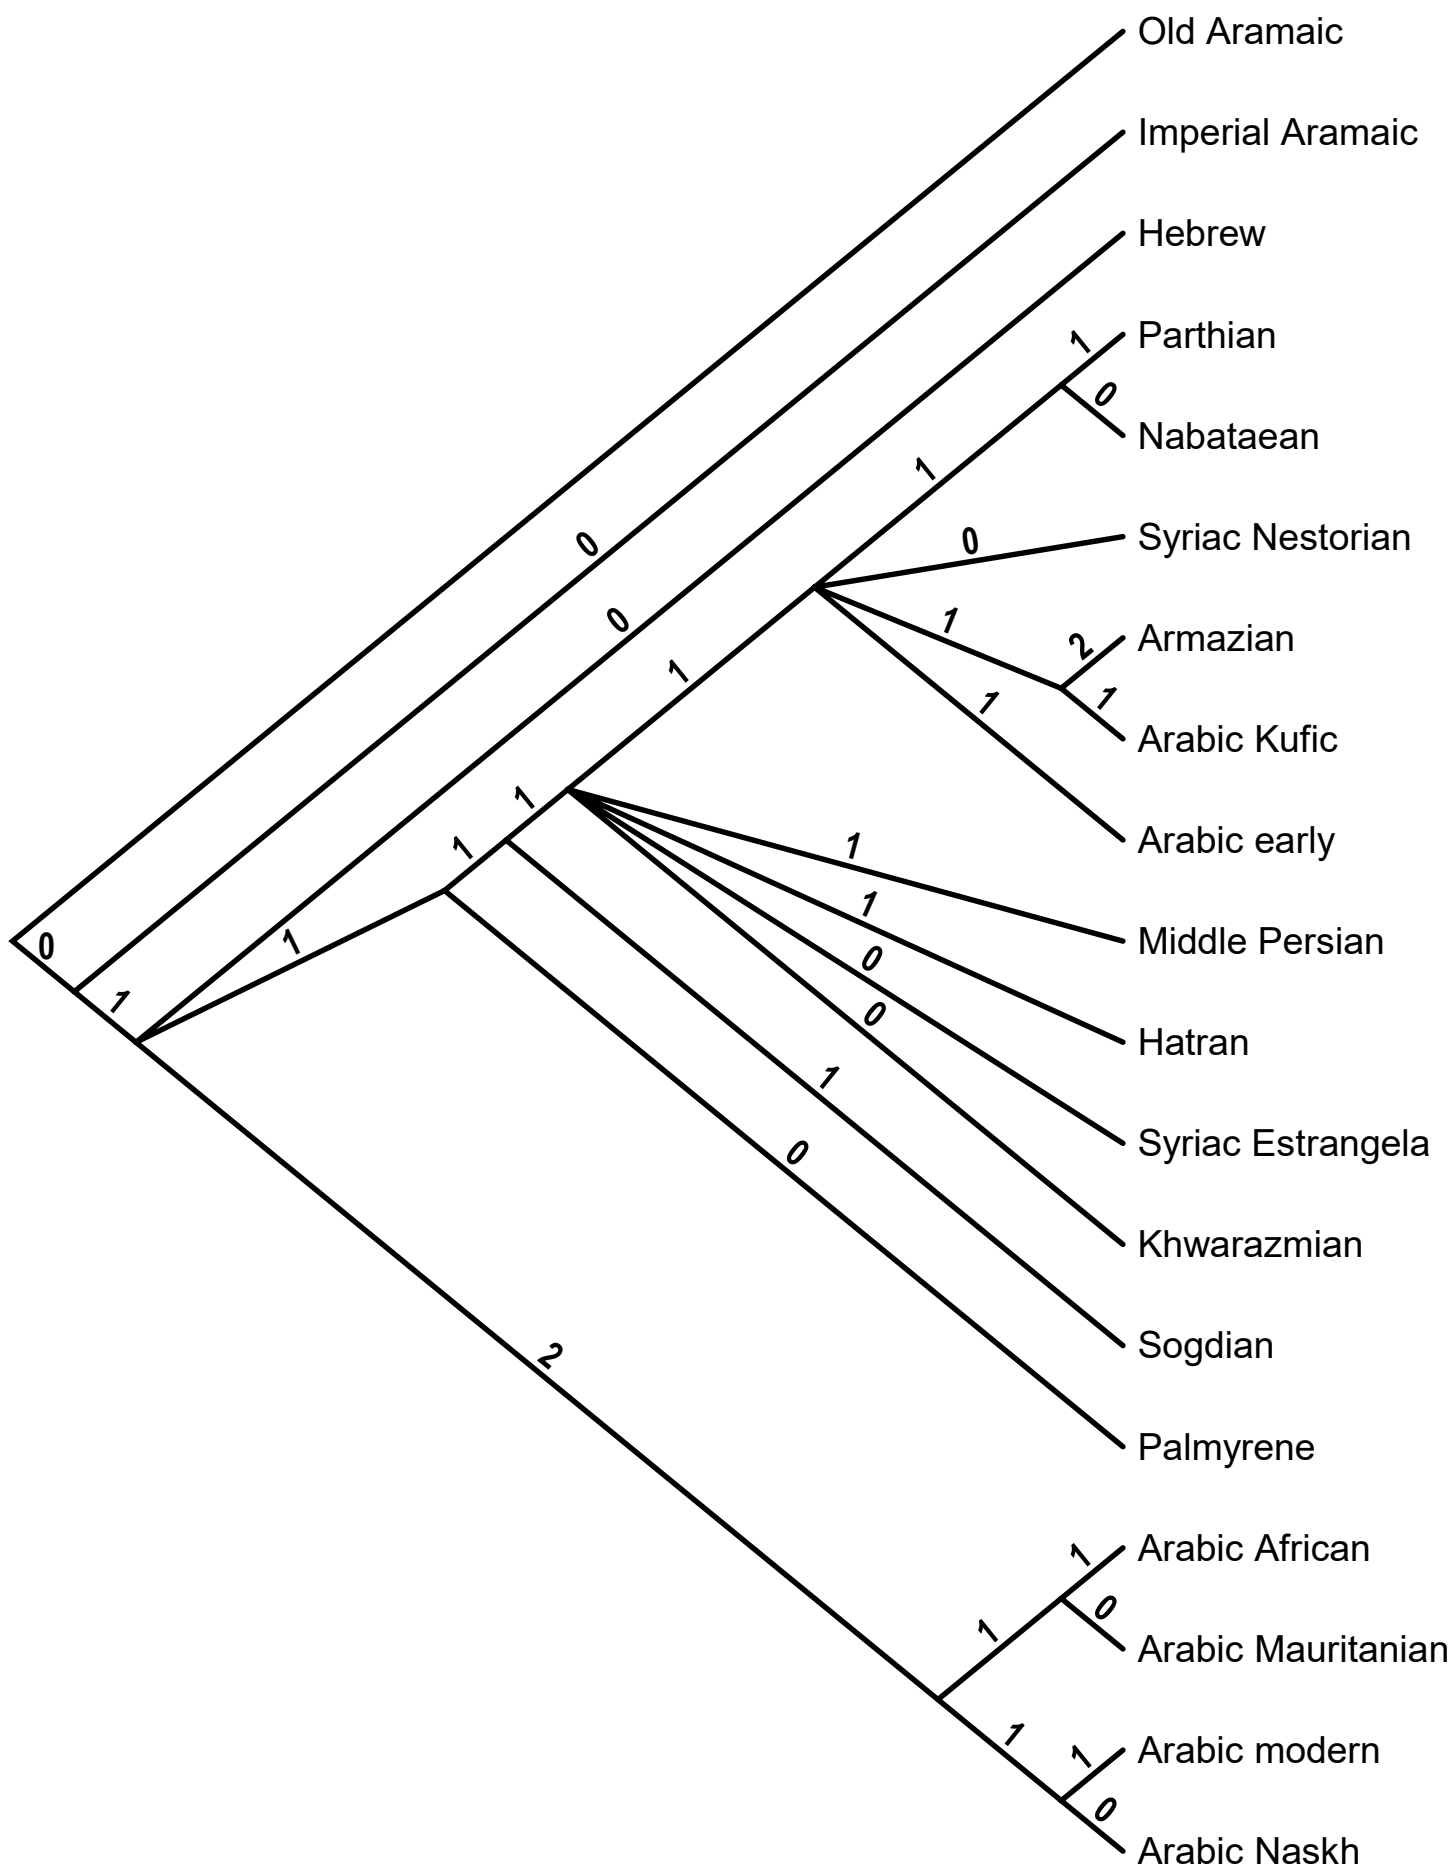 Old Aramaic
Imperial Aramaic
Hebrew
1 Parthian
0
Nabataean
1
0 Syriac Nestorian
0
0
1
2 Armazian
1
1
1
Arabic Kufic
1
1
Arabic early
1
1
0
1
1
Middle Persian
0
1
0
Hatran
1
Syriac Estrangela
0
Khwarazmian
2
Sogdian
Palmyrene
1 Arabic African
0
1
Arabic Mauritanian
1
1 Arabic modern
0
Arabic Naskh